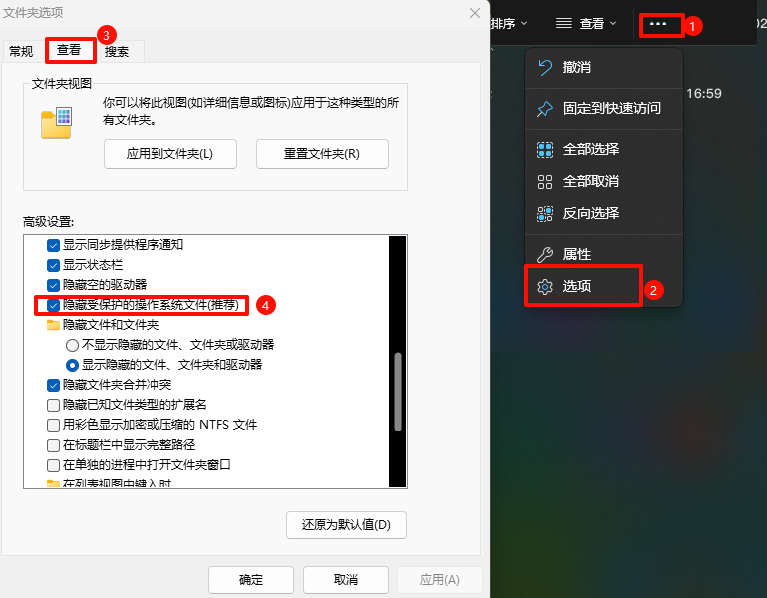 文件夹选项
常规
查看
搜索
3
文件夹视图
你可以将此视图(如详细信息或图标)应用于这种类型的所
有文件夹。
应用到文件夹(L)
重置文件夹(R)
高级设置:
显示同步提供程序通知
显示状态栏
隐藏空的驱动器
隐藏受保护的操作系统文件(推荐)
4
隐藏文件和文件夹
不显示隐藏的文件、文件夹或驱动器
显示隐藏的文件、文件夹和驱动器
隐藏文件夹合并冲突
隐藏已知文件类型的扩展名
用彩色显示加密或压缩的 NTFS 文件
在标题栏中显示完整路径
在单独的进程中打开文件夹窗口
在列表视图中键入时
还原为默认值(D)
确定
取消
应用(A)
排序
查看
1
02
撤消
16:59
固定到快速访问
全部选择
全部取消
反向选择
属性
选项
2